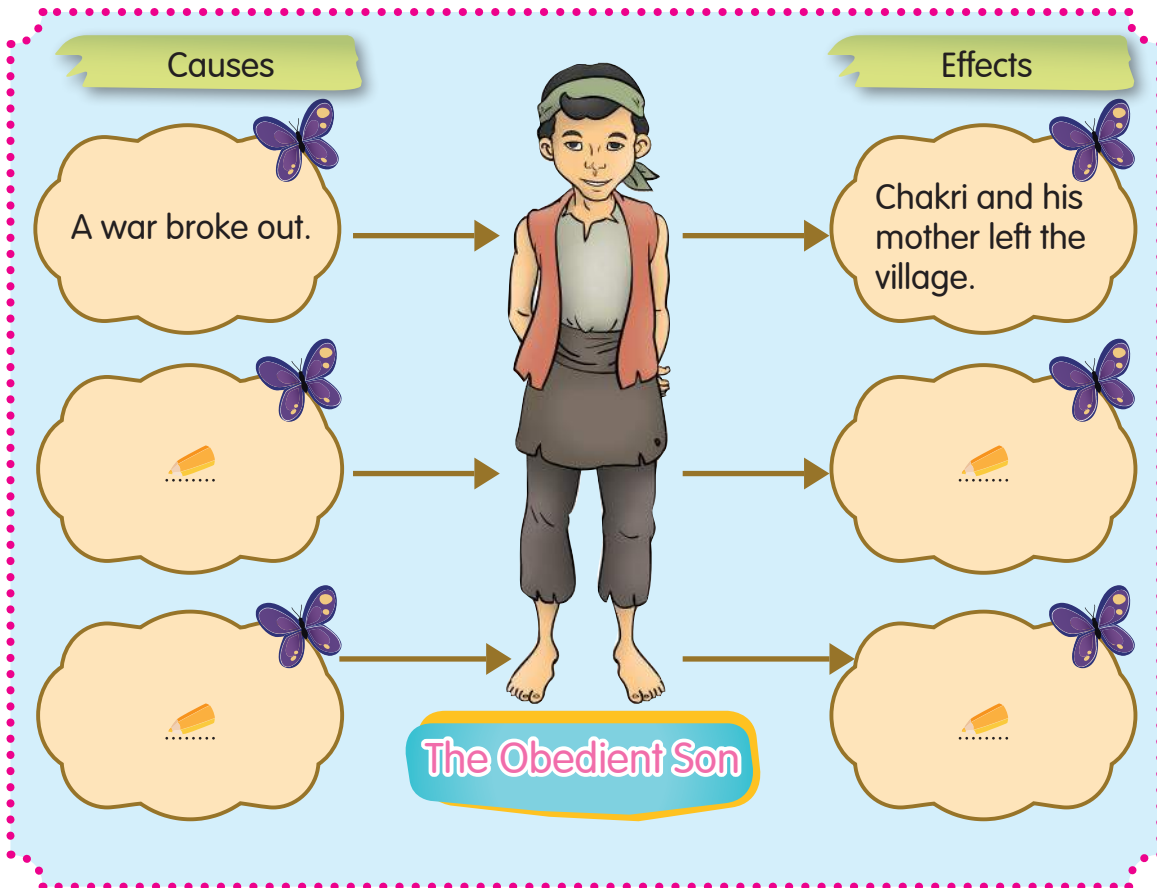 Causes
Effects
A war broke out.
Chakri and his
mother left the
village.
The Obedient Son